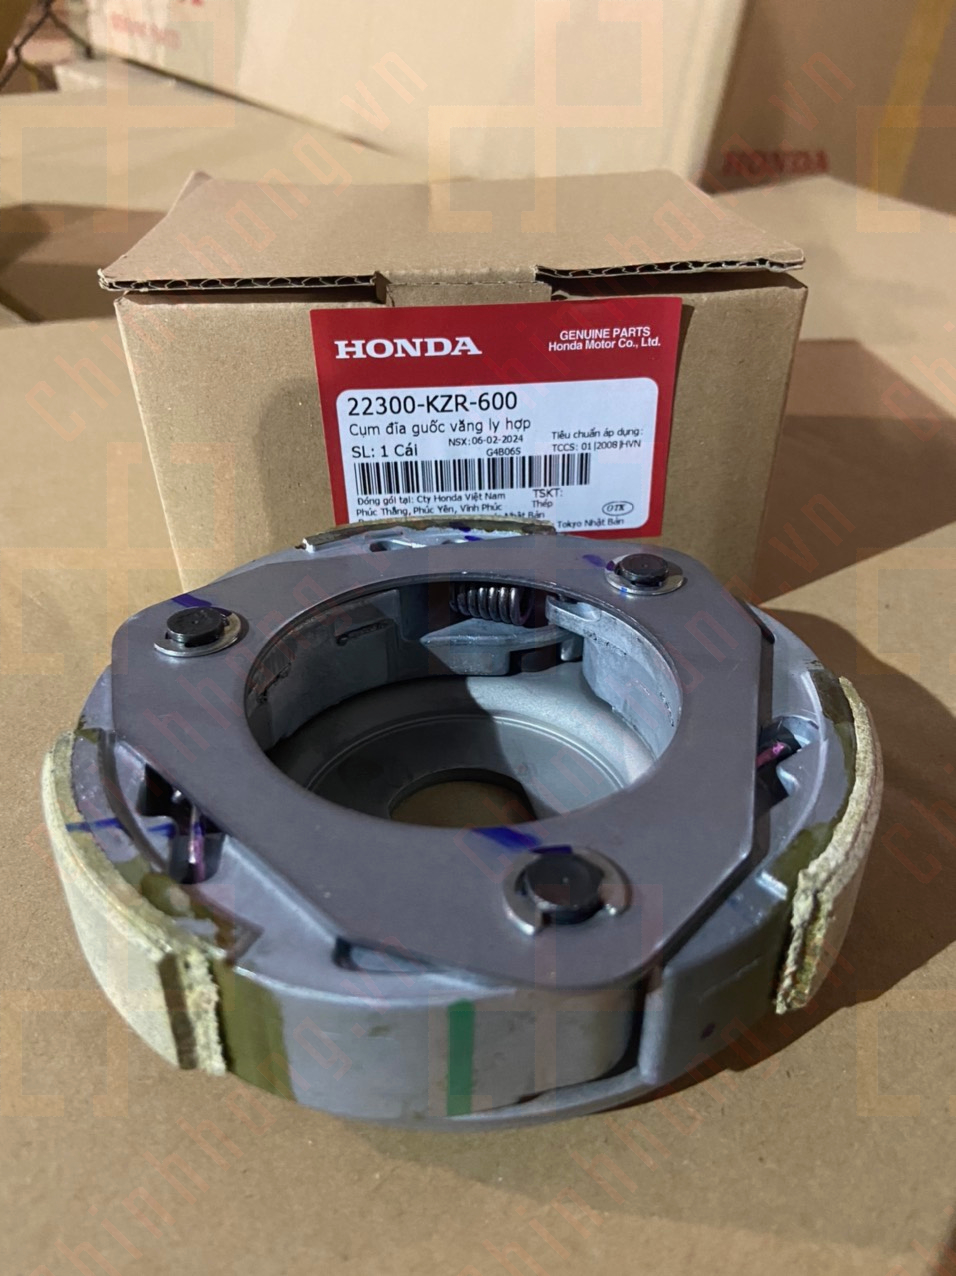 HONDA
HONDA
GENUINE PARTS
Honda Motor Co., Ltd.
22300-KZR-600
Cụm đĩa guốc văng ly hợp
NSX: 06-02-2024
Tiêu chuẩn áp dụng:
SL: 1 Cái
G4B06S
TCCS: 01|2008|HVN
Đóng gói tại: Cty Honda Việt Nam
TSKT:
Phúc Thắng, Phúc Yên, Vĩnh Phúc
Thép
OTK
Nhật Bản
Tokyo Nhật Bản
chinhhang.vn